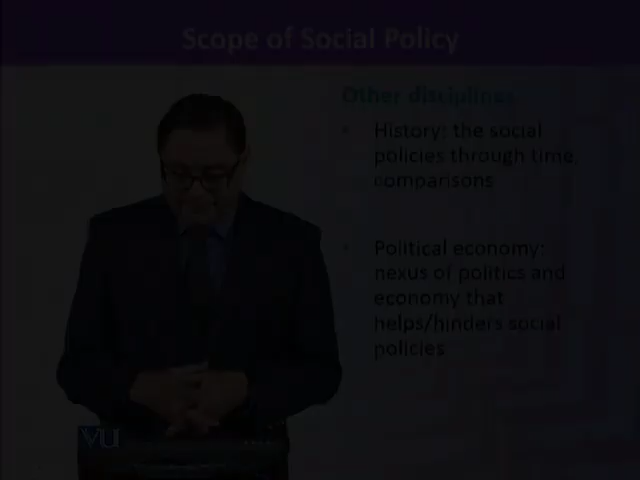 Scope of Social Policy
Other disciplines
• History: the social
policies through time,
comparisons
• Political economy:
nexus of politics and
economy that
helps/hinders social
policies
VU